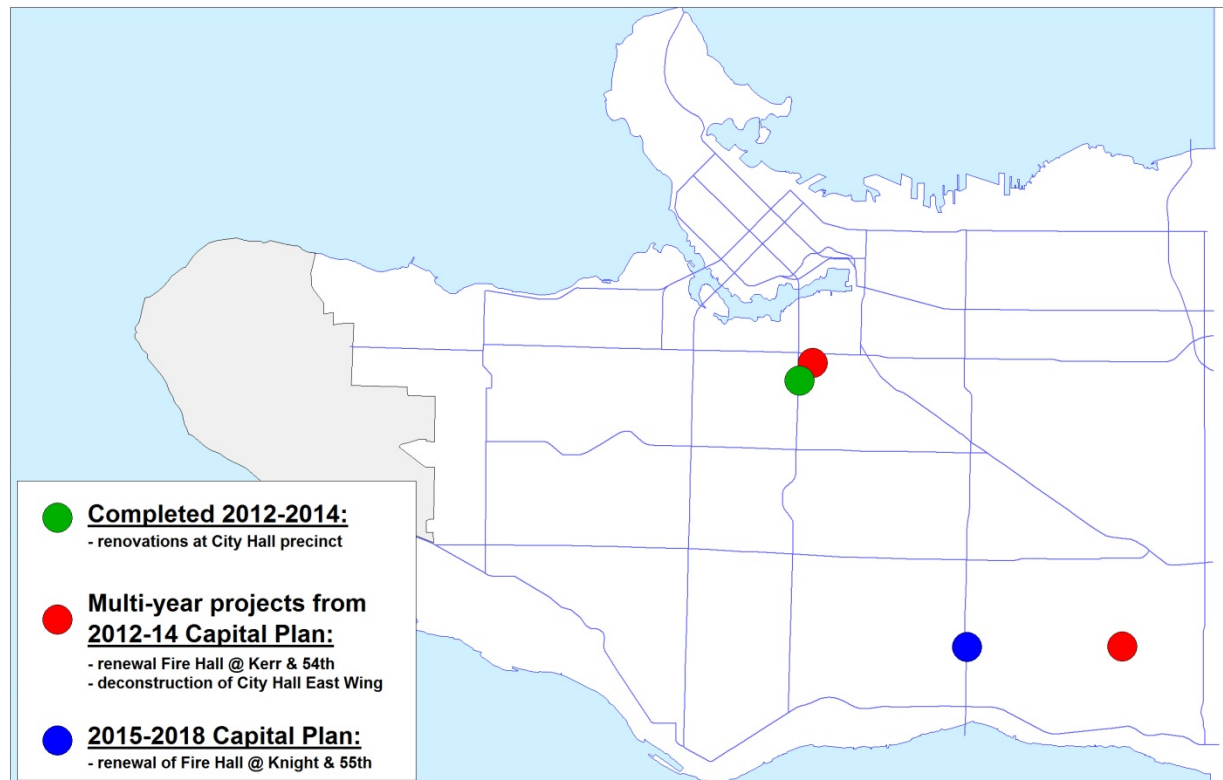 Completed 2012-2014:
- renovations at City Hall precinct
Multi-year projects from
2012-14 Capital Plan:
- renewal Fire Hall @ Kerr & 54th
- deconstruction of City Hall East Wing
2015-2018 Capital Plan:
- renewal of Fire Hall @ Knight & 55th